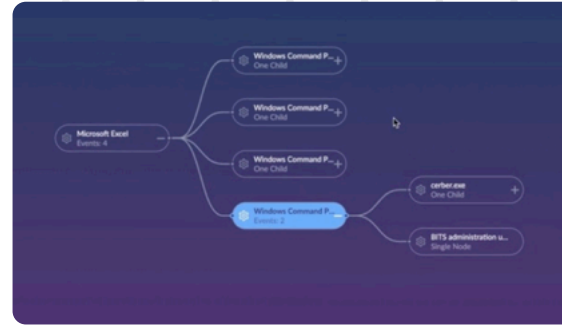 Windows Command P...
One Child
Windows Command P...
One Child
Microsoft Excel
Events: 4
Windows Command P...
One Child
Windows Command P...
Events: 2
cerber.exe
One Child
BITS administration u...
Single Node